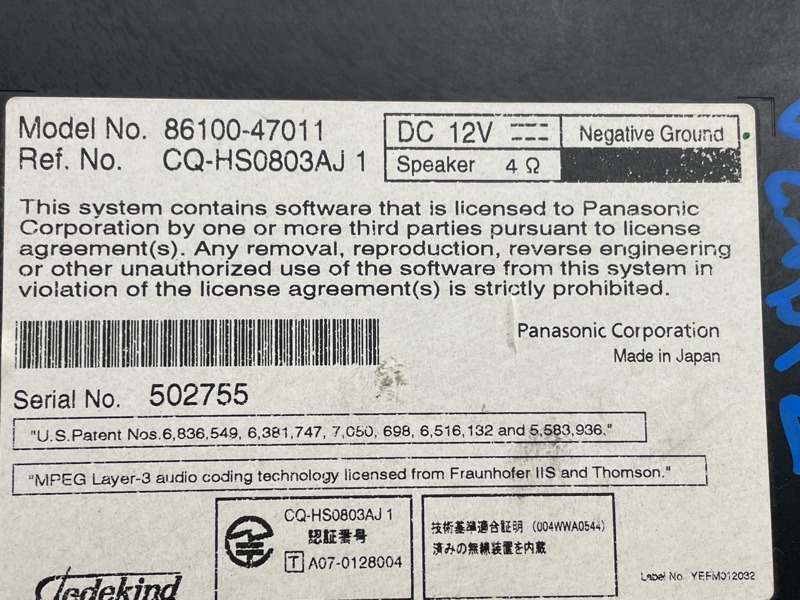 Model No. 86100-47011
Ref. No. CQ-HS0803AJ 1
DC 12V
Negative Ground
Speaker 4 Ω
This system contains software that is licensed to Panasonic
Corporation by one or more third parties pursuant to license
agreement(s). Any removal, reproduction, reverse engineering
or other unauthorized use of the software from this system in
violation of the license agreement(s) is strictly prohibited.
Panasonic Corporation
Made in Japan
Serial No. 502755
"U.S.Patent Nos.6,836,549, 6,381,747, 7,050, 698, 6,516,132 and 5,583,936."
"MPEG Layer-3 audio coding technology licensed from Fraunhofer IIS and Thomson."
CQ-HS0803AJ 1
認証番号
T A07-0128004
技術基準適合証明 (004WWA0544)
済みの無線装置を内蔵
Label No. YEFM012032